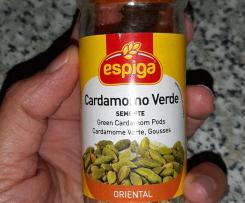 espiga
Cardamomo Verde
SEMENTE
Green Cardamom Pods
Cardamome Verte, Gousses
ORIENTAL